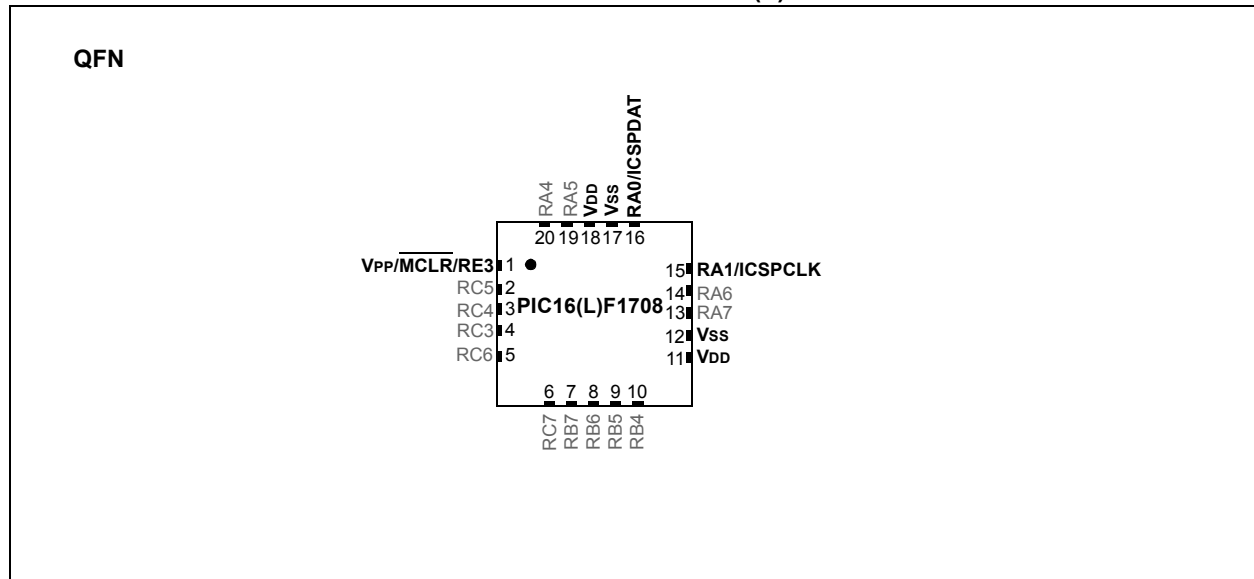 QFN
RA4
RA5
VDD
VSS
RA0/ICSPDAT
20 19 18 17 16
VPP/MCLR/RE3 1
RC5 2
RC4 3
RC3 4
RC6 5
PIC16(L)F1708
15 RA1/ICSPCLK
14 RA6
13 RA7
12 VSS
11 VDD
6 7 8 9 10
RC7
RB7
RB6
RB5
RB4